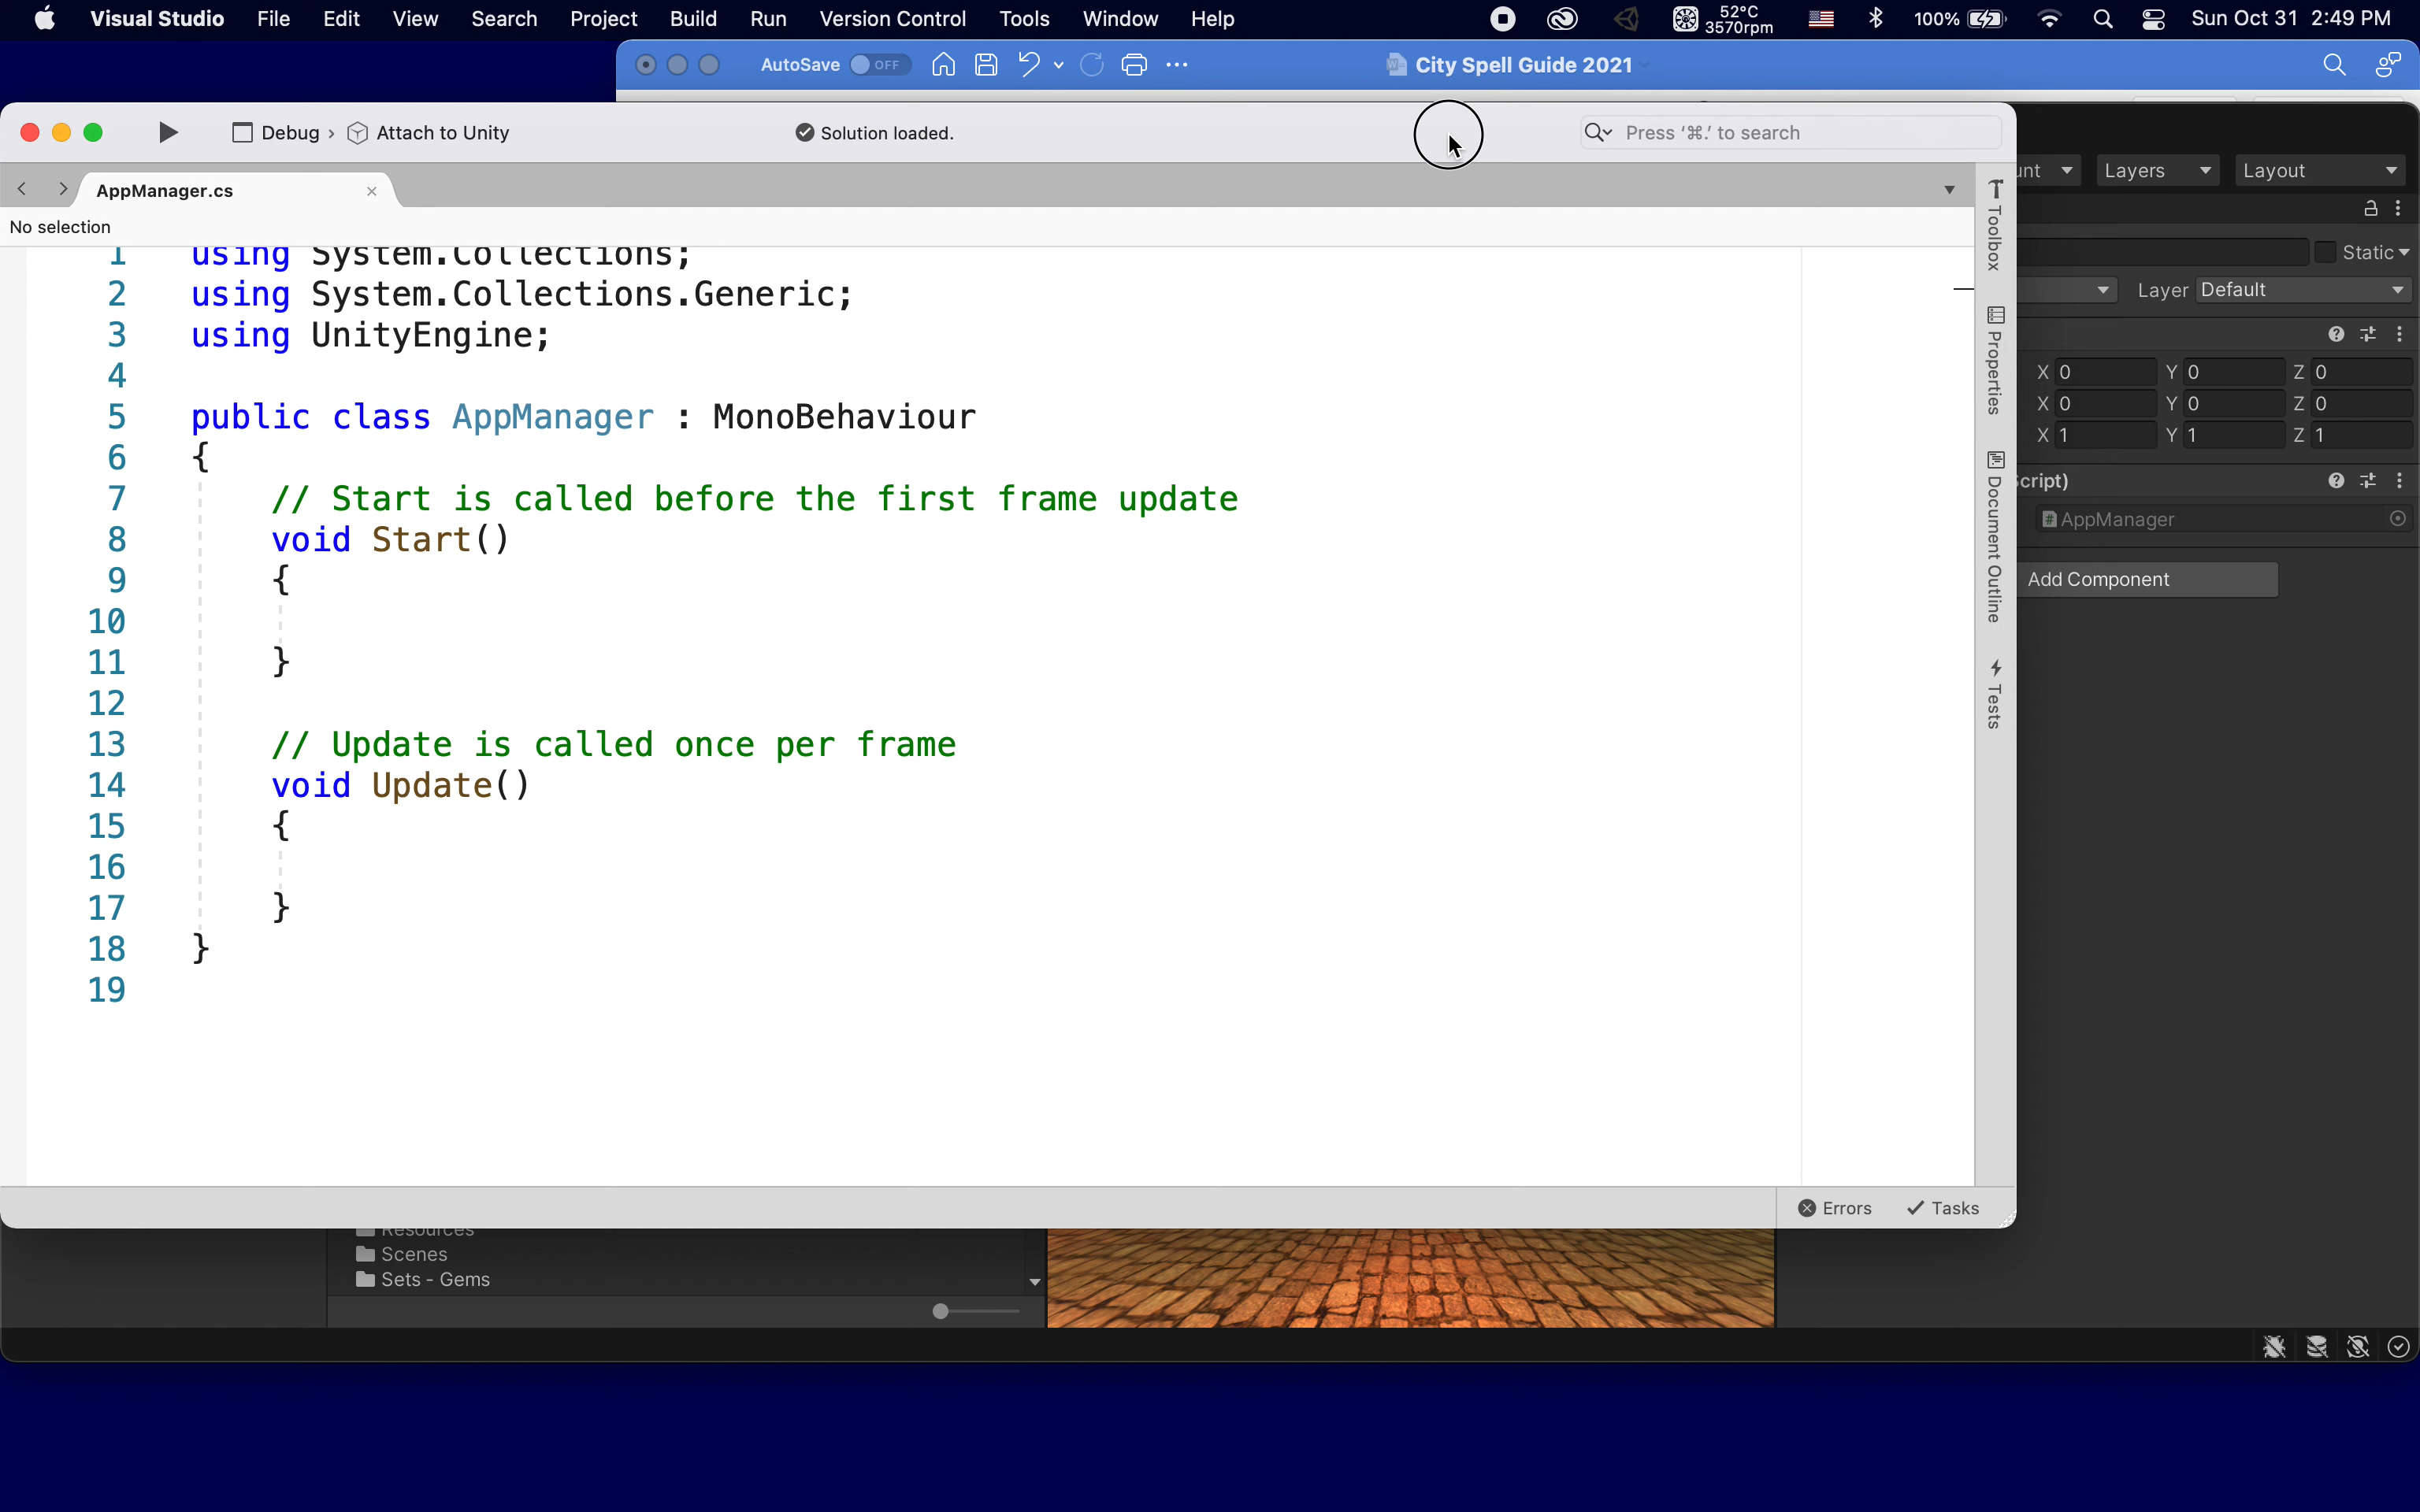 Visual Studio File Edit View Search Project Build Run Version Control Tools Window Help 52°C 3570rpm 100% Sun Oct 31 2:49 PM
AutoSave OFF City Spell Guide 2021
Debug › Attach to Unity Solution loaded. Press ‘⌘.’ to search
Layers Layout
AppManager.cs
No selection
Static
Layer Default
1 using System.Collections;
2 using System.Collections.Generic;
3 using UnityEngine;
4
5 public class AppManager : MonoBehaviour
6 {
7 // Start is called before the first frame update
8 void Start()
9 {
10
11 }
12
13 // Update is called once per frame
14 void Update()
15 {
16
17 }
18 }
19
Toolbox
Properties
Document Outline
Tests
X 0 Y 0 Z 0
X 0 Y 0 Z 0
X 1 Y 1 Z 1
cript)
# AppManager
Add Component
Errors Tasks
Resources
Scenes
Sets - Gems